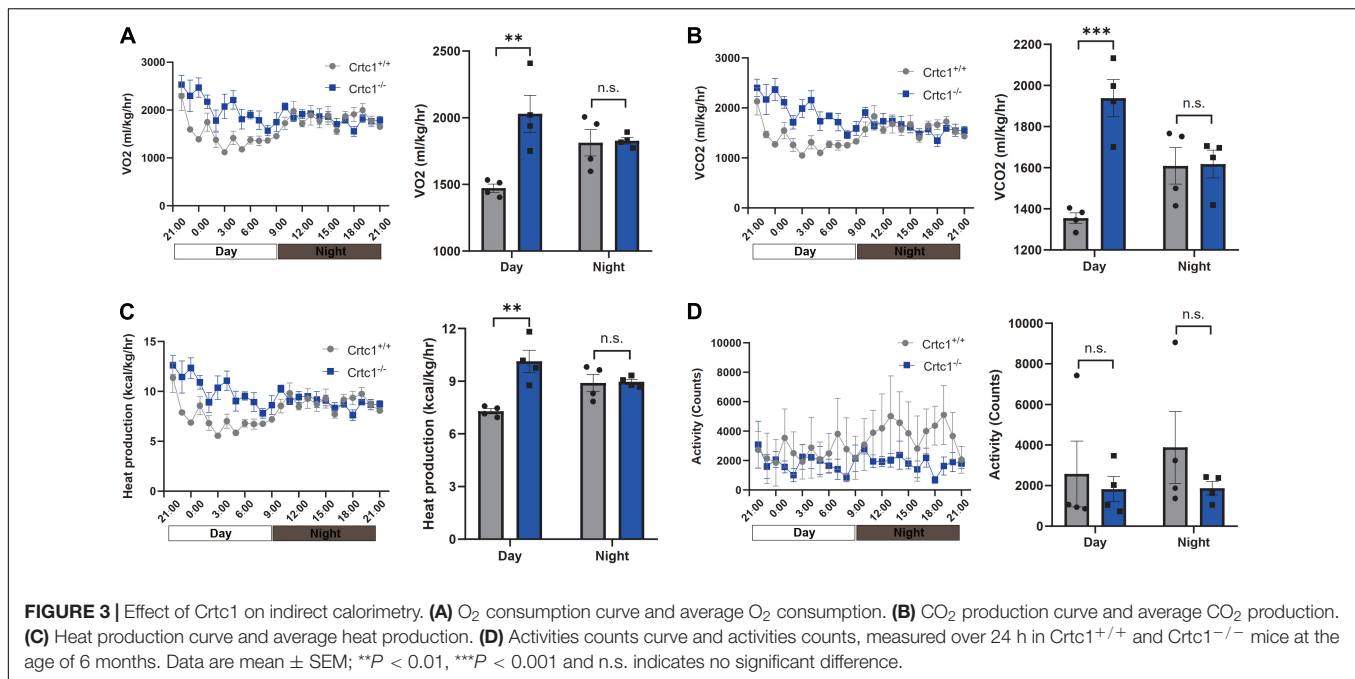 A
VO2 (ml/kg/hr)
3000
2000
1000
0
Crtc1+/+
Crtc1-/-
21:00
0.00
3.00
6.00
9:00
12:00
15:00
18:00
21:00
Day
Night
VO2 (ml/kg/hr)
2500
2000
1500
1000
**
n.s.
Day
Night
B
VCO2 (ml/kg/hr)
3000
2000
1000
0
Crtc1+/+
Crtc1-/-
21:00
0.00
3.00
6.00
9:00
12:00
15:00
18:00
21:00
Day
Night
VCO2 (ml/kg/hr)
2200
2000
1800
1600
1400
1200
***
n.s.
Day
Night
C
Heat production (kcal/kg/hr)
15
10
5
0
Crtc1+/+
Crtc1-/-
21:00
0.00
3.00
6.00
9:00
12:00
15:00
18:00
21:00
Day
Night
Heat production (kcal/kg/hr)
12
9
6
3
0
**
n.s.
Day
Night
D
Activity (Counts)
10000
8000
6000
4000
2000
0
Crtc1+/+
Crtc1-/-
21:00
0.00
3.00
6.00
9:00
12:00
15:00
18:00
21:00
Day
Night
Activity (Counts)
10000
8000
6000
4000
2000
0
n.s.
n.s.
Day
Night
FIGURE 3 | Effect of Crtc1 on indirect calorimetry. (A) O2 consumption curve and average O2 consumption. (B) CO2 production curve and average CO2 production.
(C) Heat production curve and average heat production. (D) Activities counts curve and activities counts, measured over 24 h in Crtc1+/+ and Crtc1−/− mice at the
age of 6 months. Data are mean ± SEM; **P < 0.01, ***P < 0.001 and n.s. indicates no significant difference.